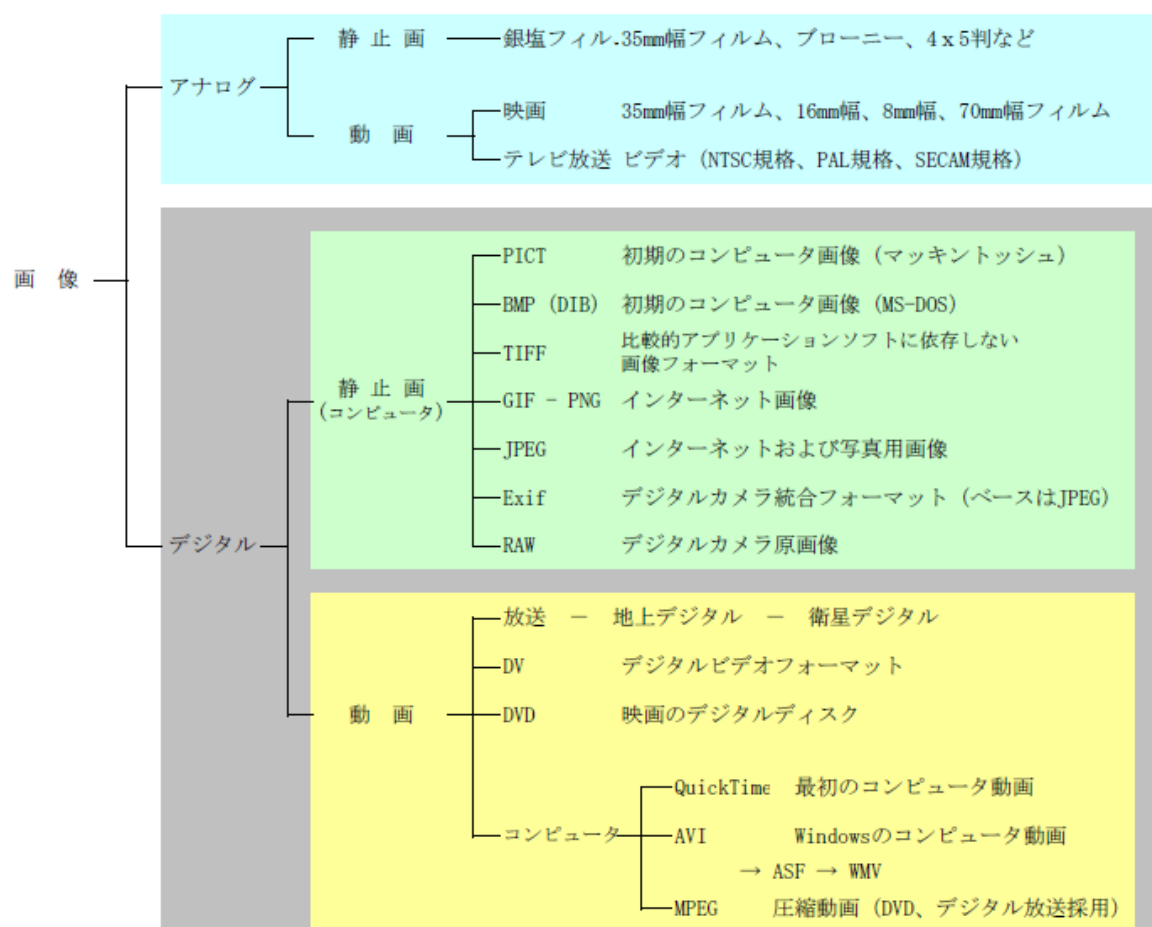 静 止 画 銀塩フィル.35mm幅フィルム、ブローニー、4x5判など
アナログ
映画 35mm幅フィルム、16mm幅、8mm幅、70mm幅フィルム
動 画
テレビ放送 ビデオ (NTSC規格、PAL規格、SECAM規格)
画 像
PICT 初期のコンピュータ画像 (マッキントッシュ)
BMP (DIB) 初期のコンピュータ画像 (MS-DOS)
TIFF 比較的アプリケーションソフトに依存しない
画像フォーマット
静 止 画
(コンピュータ)
GIF - PNG インターネット画像
JPEG インターネットおよび写真用画像
Exif デジタルカメラ統合フォーマット (ベースはJPEG)
デジタル
RAW デジタルカメラ原画像
放送 － 地上デジタル － 衛星デジタル
DV デジタルビデオフォーマット
動 画
DVD 映画のデジタルディスク
QuickTime 最初のコンピュータ動画
コンピュータ
AVI Windowsのコンピュータ動画
→ ASF → WMV
MPEG 圧縮動画 (DVD、デジタル放送採用)